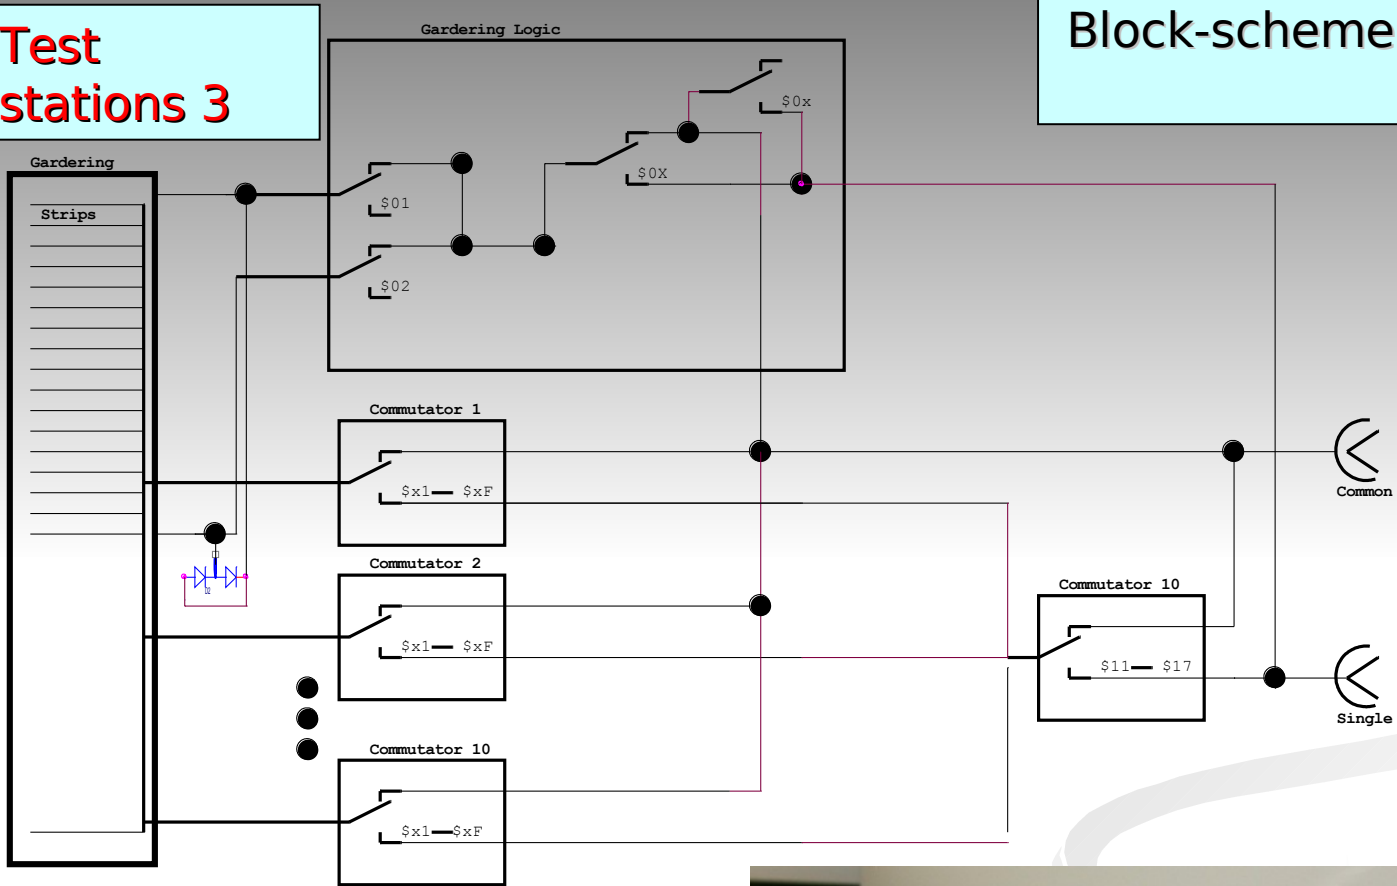 Test
stations 3
Block-scheme
Gardering Logic
$0x
$0X
Gardering
Strips
$01
$02
Commutator 1
$x1 $xF
Common
Commutator 2
$x1 $xF
Commutator 10
$11 $17
Single
Commutator 10
$x1 $xF